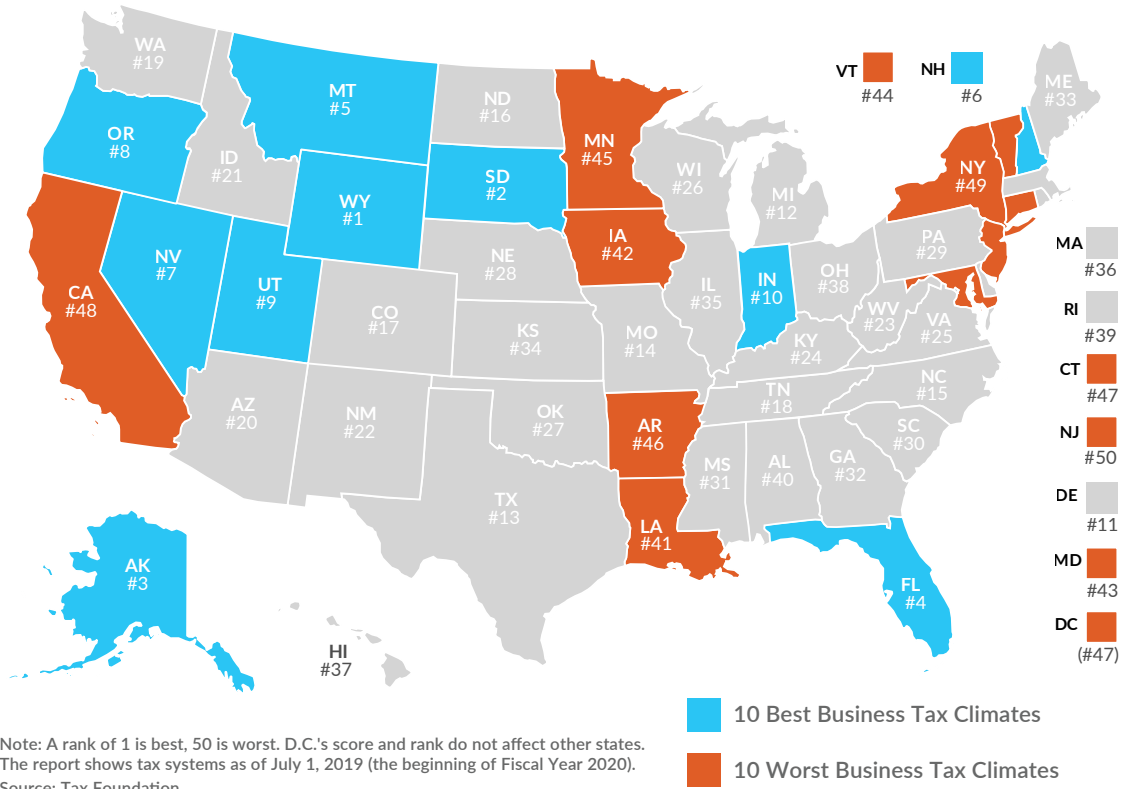 WA
#19
MT
#5
ND
#16
MN
#45
VT
#44
NH
#6
ME
#33
OR
#8
ID
#21
WY
#1
SD
#2
WI
#26
MI
#12
NY
#49
CA
#48
NV
#7
UT
#9
CO
#17
NE
#28
IA
#42
IL
#35
IN
#10
OH
#38
PA
#29
MA
#36
RI
#39
KS
#34
MO
#14
KY
#24
WV
#23
VA
#25
CT
#47
AZ
#20
NM
#22
OK
#27
AR
#46
TN
#18
NC
#15
NJ
#50
TX
#13
LA
#41
MS
#31
AL
#40
GA
#32
SC
#30
DE
#11
AK
#3
HI
#37
FL
#4
MD
#43
DC
(#47)
10 Best Business Tax Climates
10 Worst Business Tax Climates
Note: A rank of 1 is best, 50 is worst. D.C.'s score and rank do not affect other states.
The report shows tax systems as of July 1, 2019 (the beginning of Fiscal Year 2020).
Source: Tax Foundation